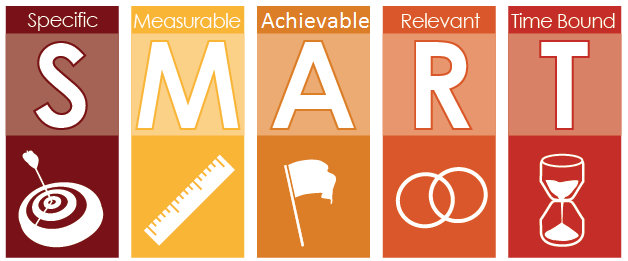 Specific Measurable Achievable Relevant Time Bound
S M A R T